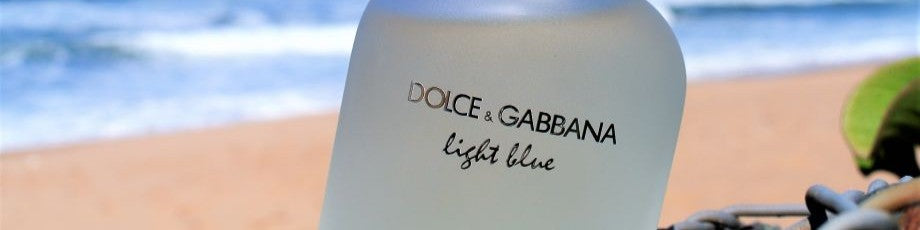 DOLCE & GABBANA
light blue